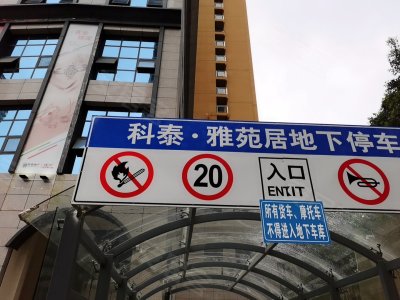 科泰·雅苑居地下停车
20
入口
ENTIT
所有货车、摩托车
不得进入地下车库